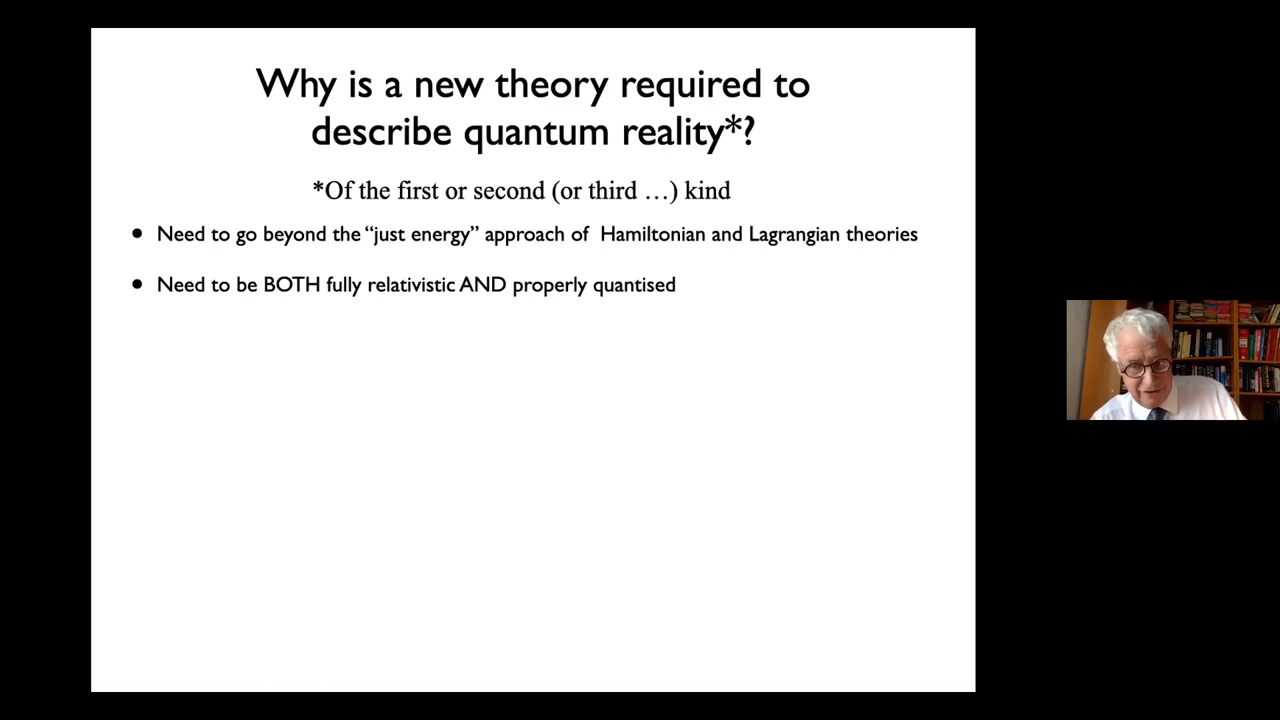 Why is a new theory required to
describe quantum reality*?
*Of the first or second (or third …) kind
• Need to go beyond the “just energy” approach of Hamiltonian and Lagrangian theories
• Need to be BOTH fully relativistic AND properly quantised